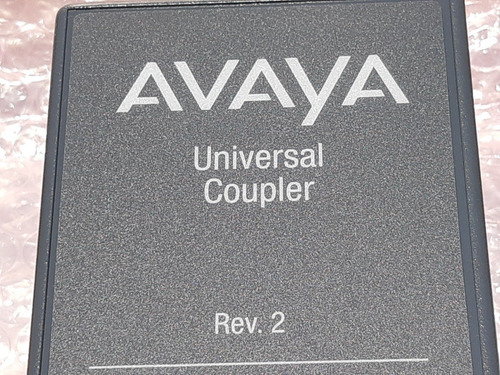 AVAYA
Universal
Coupler
Rev. 2